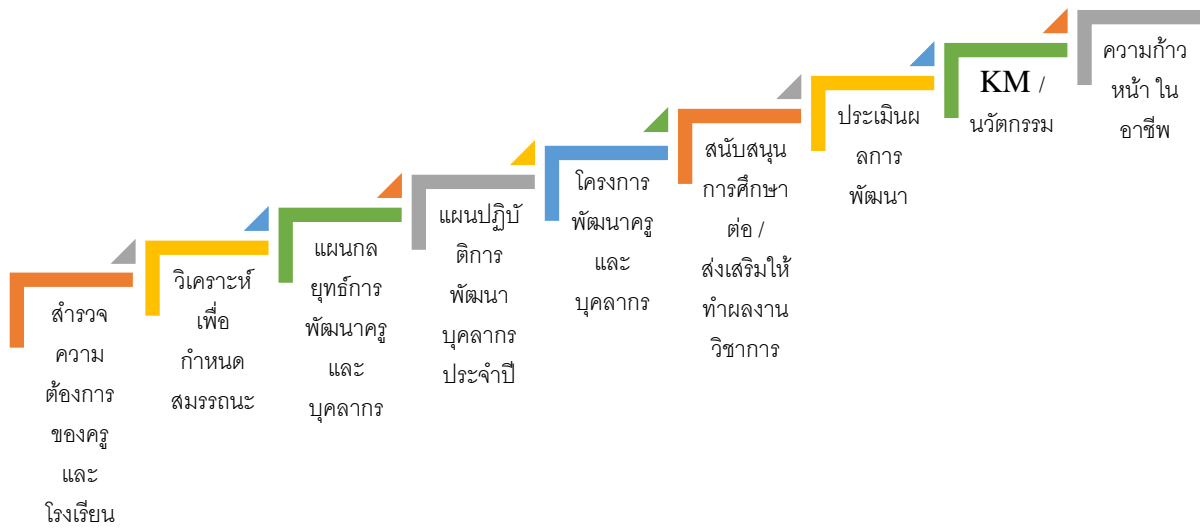 สำรวจ
ความ
ต้องการ
ของครู
และ
โรงเรียน
วิเคราะห์
เพื่อ
กำหนด
สมรรถนะ
แผนกล
ยุทธ์การ
พัฒนาครู
และ
บุคลากร
แผนปฏิบั
ติการ
พัฒนา
บุคลากร
ประจำปี
โครงการ
พัฒนาครู
และ
บุคลากร
สนับสนุน
การศึกษา
ต่อ /
ส่งเสริมให้
ทำผลงาน
วิชาการ
ประเมินผ
ลการ
พัฒนา
KM /
นวัตกรรม
ความก้าว
หน้า ใน
อาชีพ